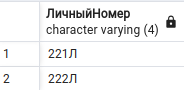 ЛичныйНомер
character varying (4)
1 221Л
2 222Л